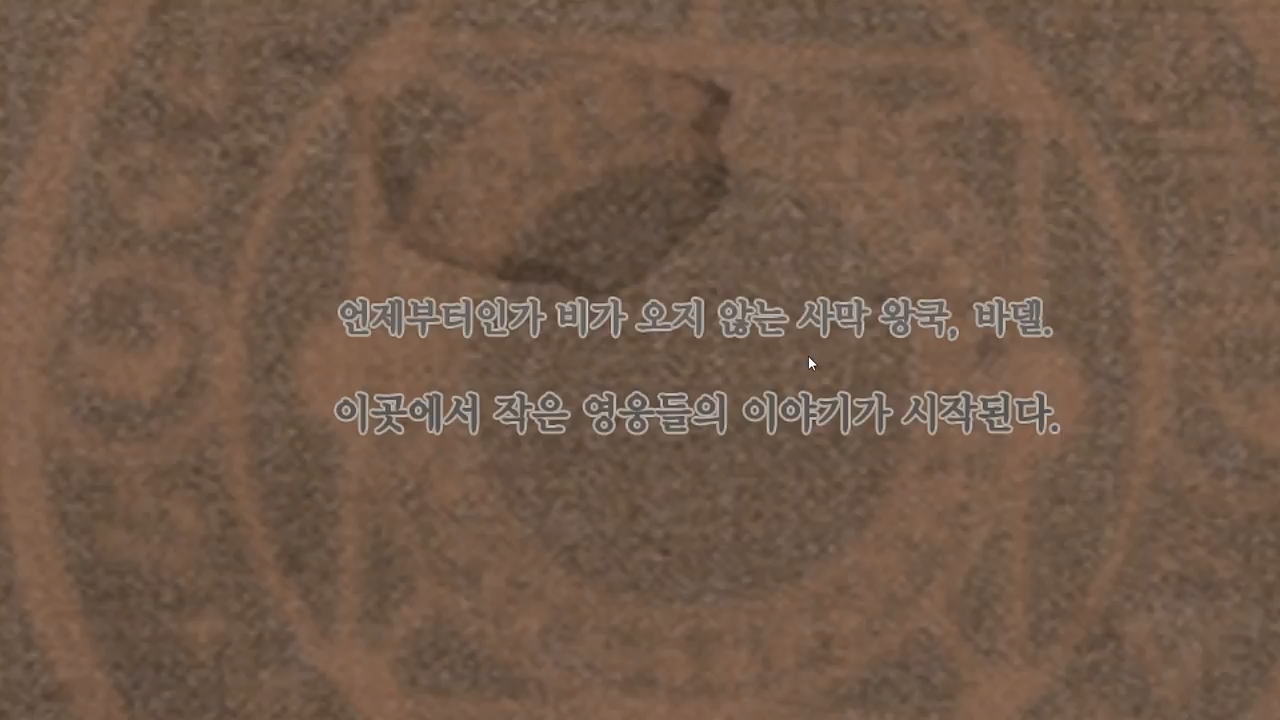 언제부터인가 비가 오지 않는 사막 왕국, 바델.
이곳에서 작은 영웅들의 이야기가 시작된다.